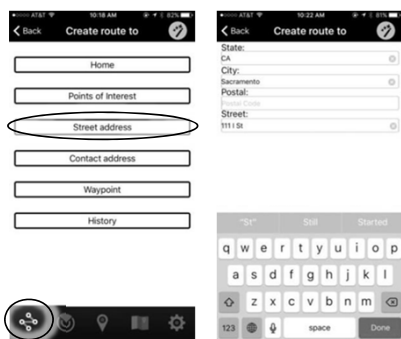 AT&T 10:18 AM 82%
Back Create route to
Home
Points of Interest
Street address
Contact address
Waypoint
History
AT&T 10:22 AM 81%
Back Create route to
State:
CA
City:
Sacramento
Postal:
Postal Code
Street:
111 I St
"St" Still Started
q w e r t y u i o p
a s d f g h j k l
z x c v b n m
123 space Done